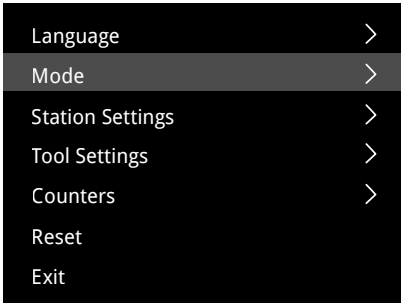 Language
Mode
Station Settings
Tool Settings
Counters
Reset
Exit